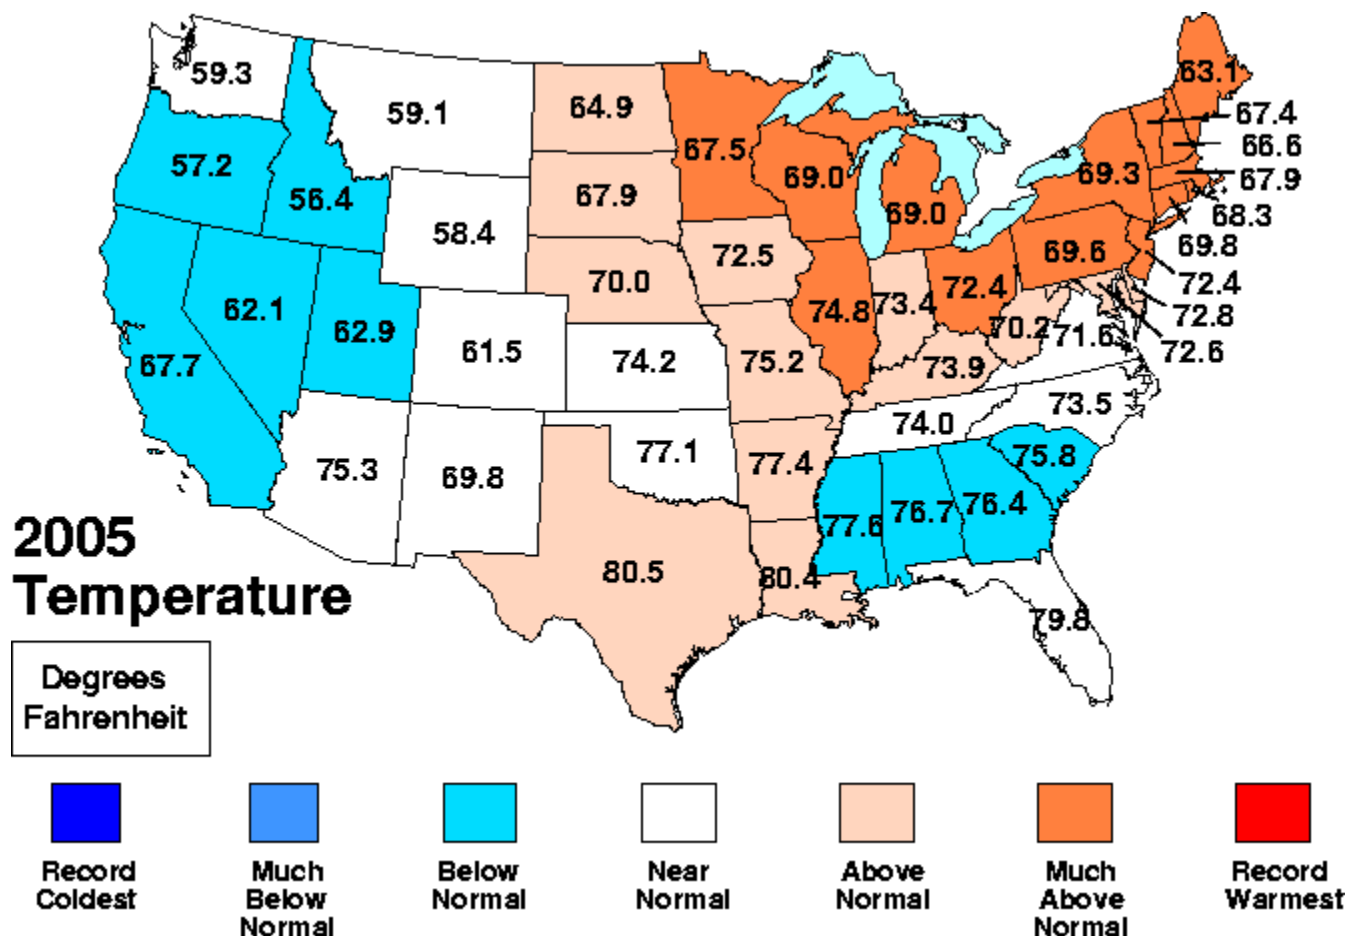 59.3
59.1
64.9
63.1
67.5
67.4
66.6
57.2
69.0
69.3
67.9
56.4
67.9
69.0
68.3
58.4
72.5
69.6
69.8
70.0
73.4
72.4
72.4
62.1
74.8
70.2
72.8
62.9
71.6
72.6
67.7
61.5
74.2
75.2
73.9
73.5
74.0
75.3
69.8
77.1
77.4
75.8
77.6
76.7
76.4
2005
Temperature
80.5
80.4
79.8
Degrees
Fahrenheit
Record
Coldest
Much
Below
Normal
Below
Normal
Near
Normal
Above
Normal
Much
Above
Normal
Record
Warmest